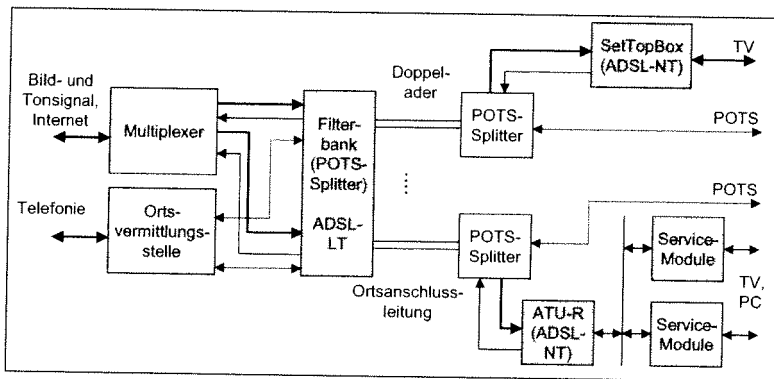 Bild- und
Tonsignal,
Internet
Multiplexer
Telefonie
Orts-
vermittlungs-
stelle
Filter-
bank
(POTS-
Splitter)
ADSL-
LT
Doppel-
ader
POTS-
Splitter
SetTopBox
(ADSL-NT)
TV
POTS
POTS
POTS-
Splitter
Ortsanschluss-
leitung
ATU-R
(ADSL-
NT)
Service-
Module
TV,
PC
Service-
Module